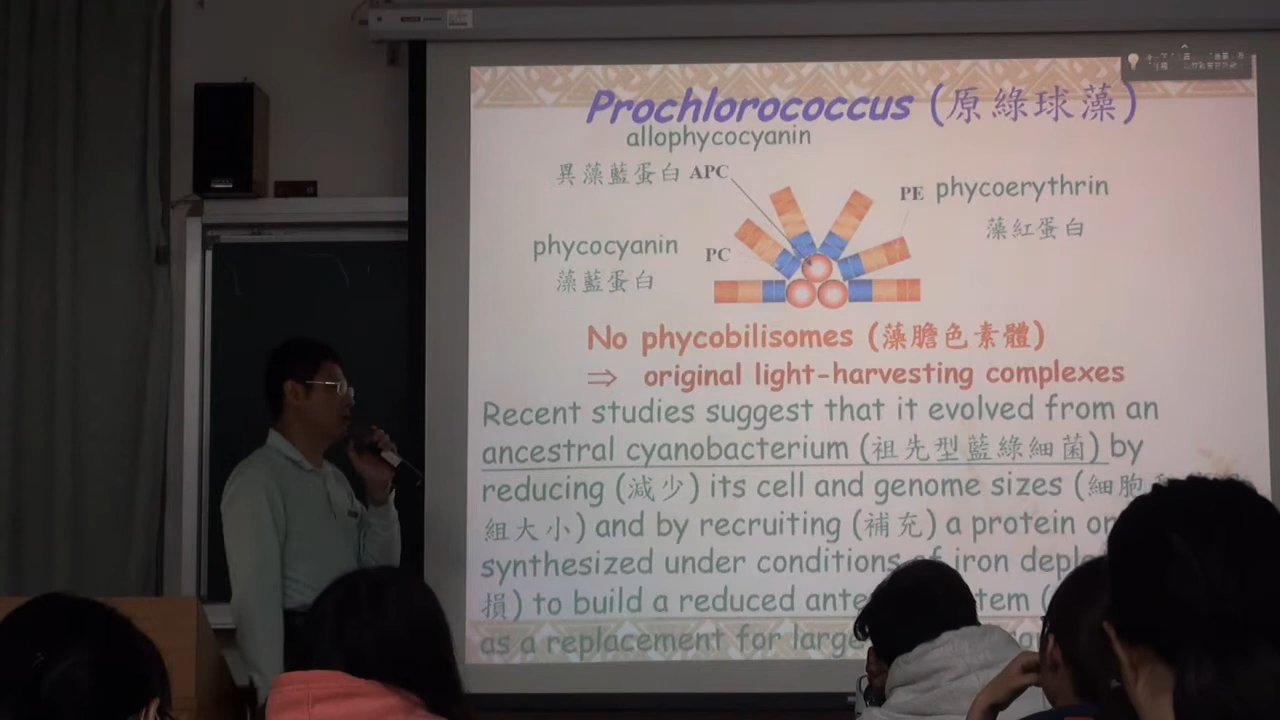 Prochlorococcus (原綠球藻)
allophycocyanin
異藻藍蛋白 APC
PE phycoerythrin
藻紅蛋白
phycocyanin
PC
藻藍蛋白
No phycobilisomes (藻膽色素體)
⇒ original light-harvesting complexes
Recent studies suggest that it evolved from an
ancestral cyanobacterium (祖先型藍綠細菌) by
reducing (減少) its cell and genome sizes (細胞
組大小) and by recruiting (補充) a protein
synthesized under conditions of iron
損) to build a reduced
as a replacement for